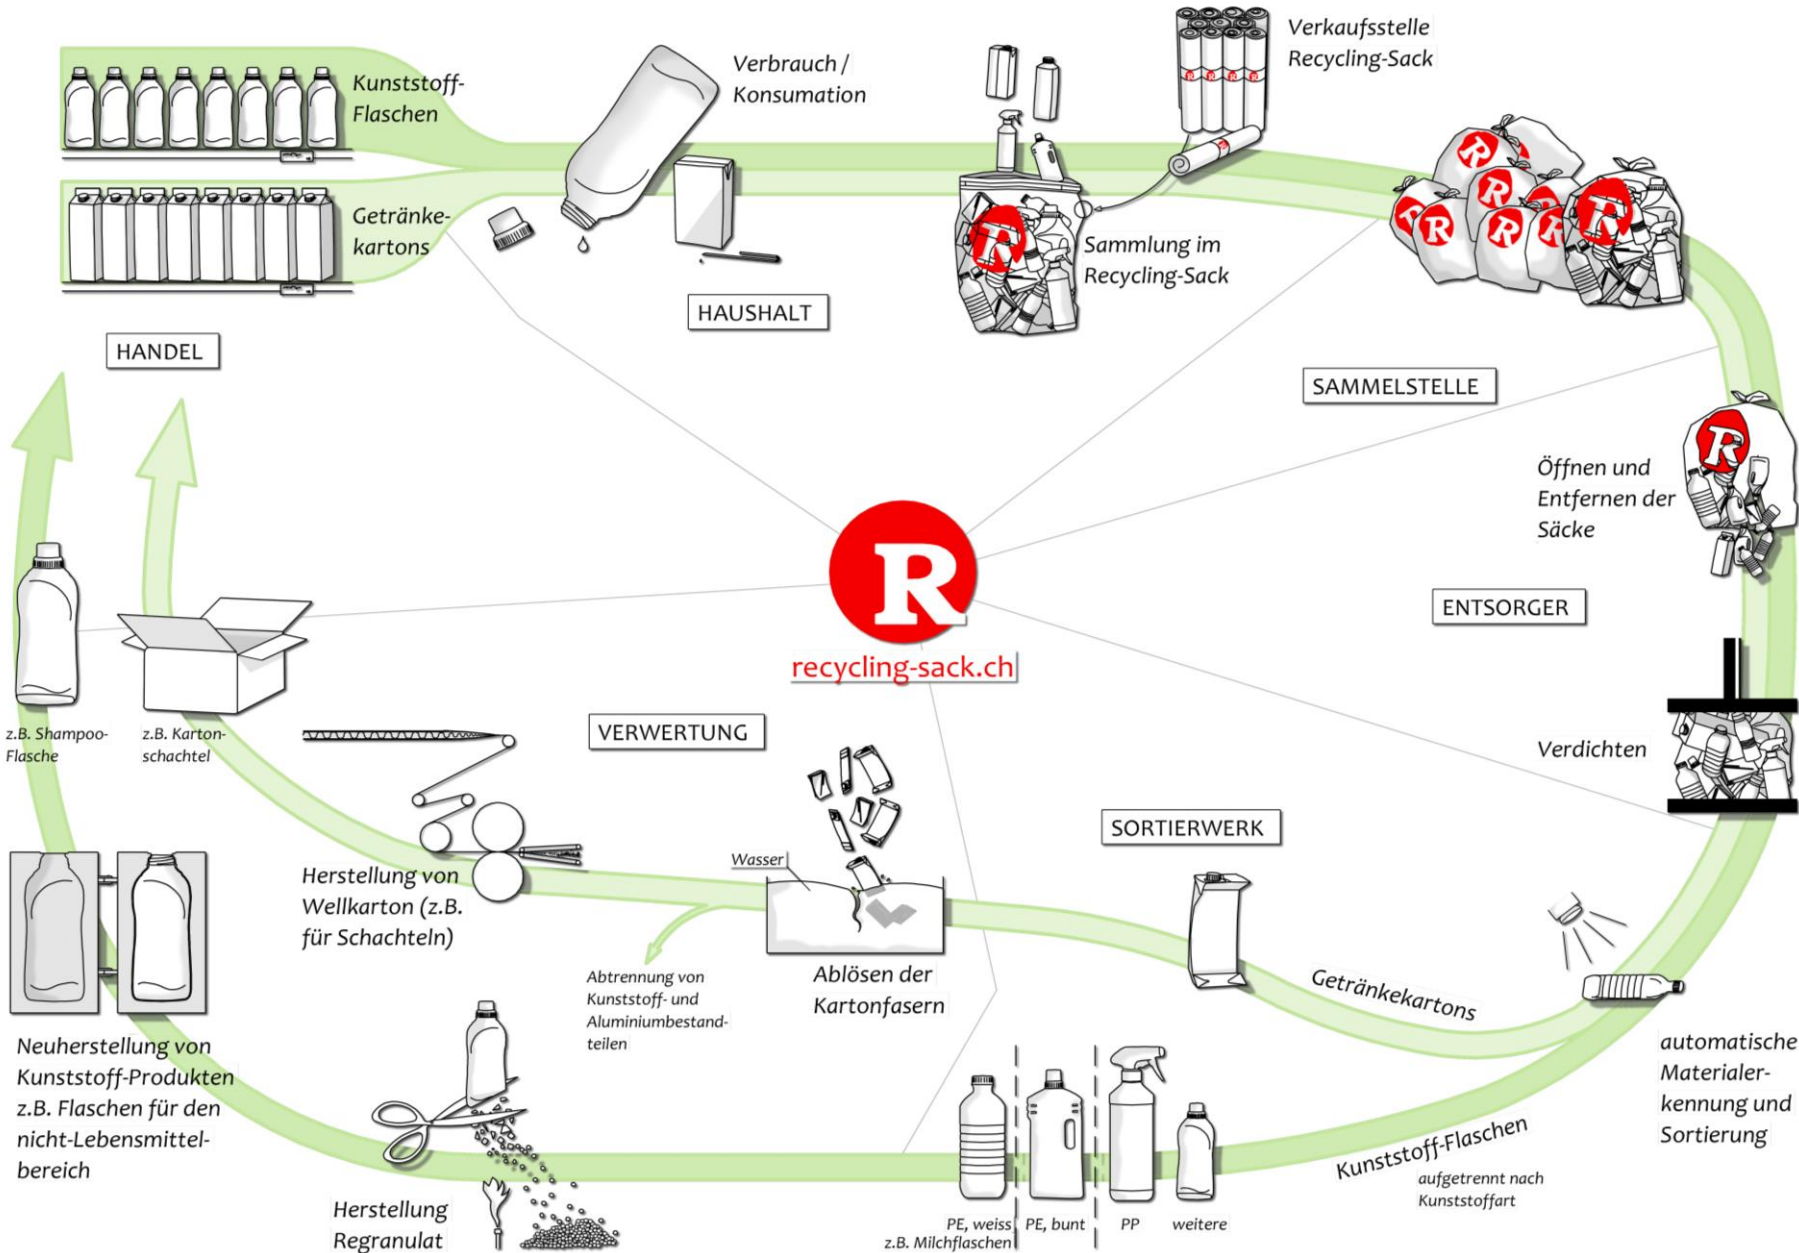 Kunststoff-
Flaschen
Getränke-
kartons
HANDEL
Verbrauch /
Konsumation
HAUSHALT
Verkaufsstelle
Recycling-Sack
Sammlung im
Recycling-Sack
R
R
R
R
R
R
R
R
SAMMELSTELLE
R
Öffnen und
Entfernen der
Säcke
ENTSORGER
Verdichten
R
recycling-sack.ch
SORTIERWERK
automatische
Materialer-
kennung und
Sortierung
Getränkekartons
Kunststoff-Flaschen
aufgetrennt nach
Kunststoffart
PE, weiss
z.B. Milchflaschen
PE, bunt
PP
weitere
VERWERTUNG
Wasser
Ablösen der
Kartonfasern
Abtrennung von
Kunststoff- und
Aluminiumbestand-
teilen
Herstellung von
Wellkarton (z.B.
für Schachteln)
z.B. Karton-
schachtel
Herstellung
Regranulat
Neuherstellung von
Kunststoff-Produkten
z.B. Flaschen für den
nicht-Lebensmittel-
bereich
z.B. Shampoo-
Flasche